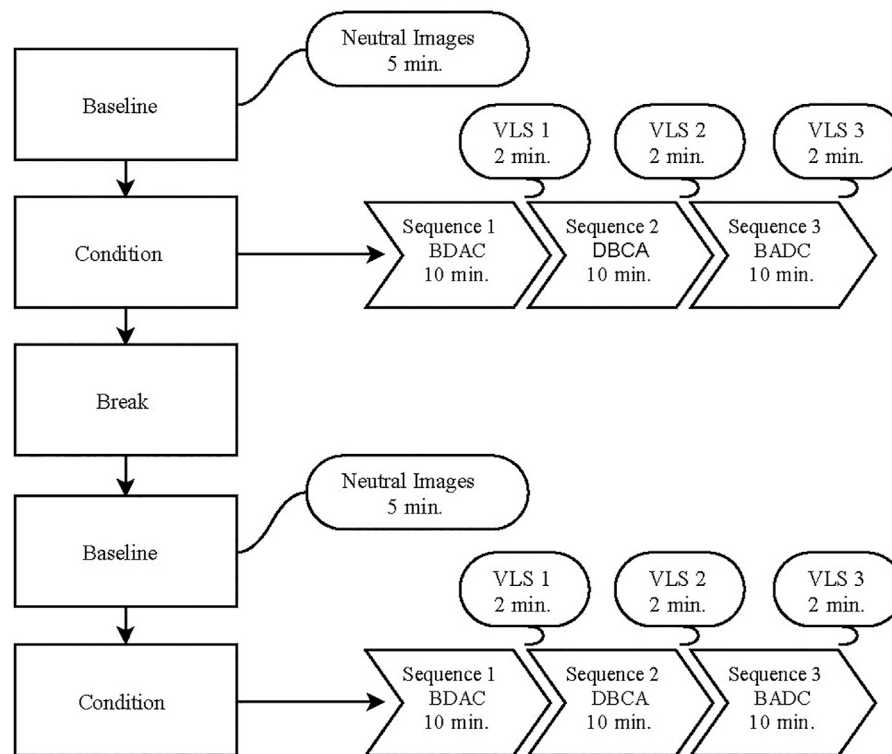 Neutral Images
5 min.
Baseline
VLS 1
2 min.
VLS 2
2 min.
VLS 3
2 min.
Condition
Sequence 1
BDAC
10 min.
Sequence 2
DBCA
10 min.
Sequence 3
BADC
10 min.
Break
Neutral Images
5 min.
Baseline
VLS 1
2 min.
VLS 2
2 min.
VLS 3
2 min.
Condition
Sequence 1
BDAC
10 min.
Sequence 2
DBCA
10 min.
Sequence 3
BADC
10 min.